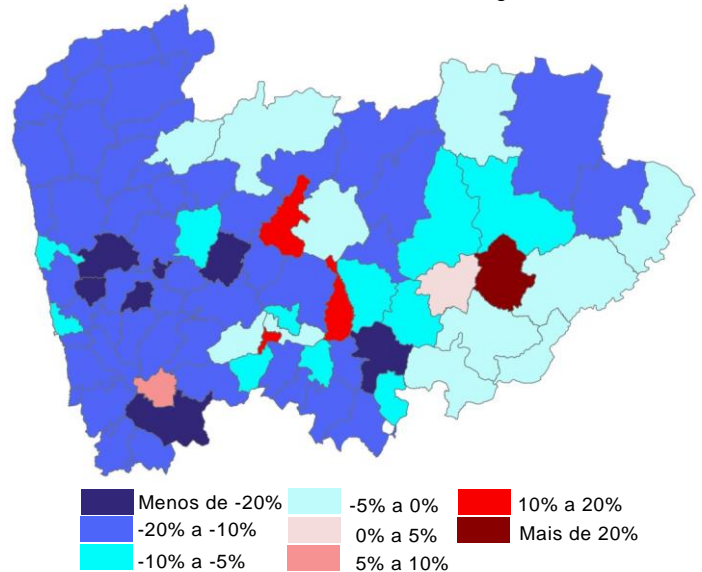 Menos de -20%
-20% a -10%
-10% a -5%
-5% a 0%
0% a 5%
5% a 10%
10% a 20%
Mais de 20%